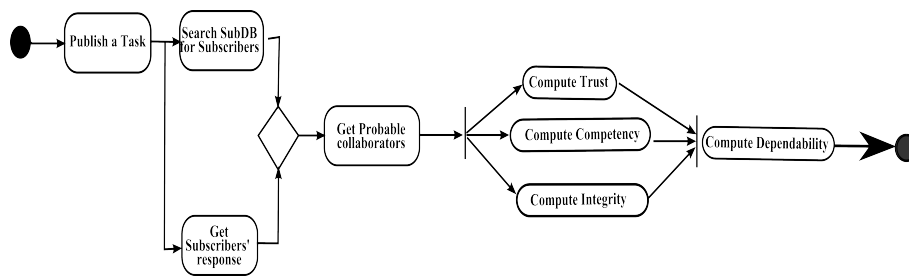 Publish a Task
Search SubDB
for Subscribers
Get
Subscribers'
response
Get Probable
collaborators
Compute Trust
Compute Competency
Compute Integrity
Compute Dependability